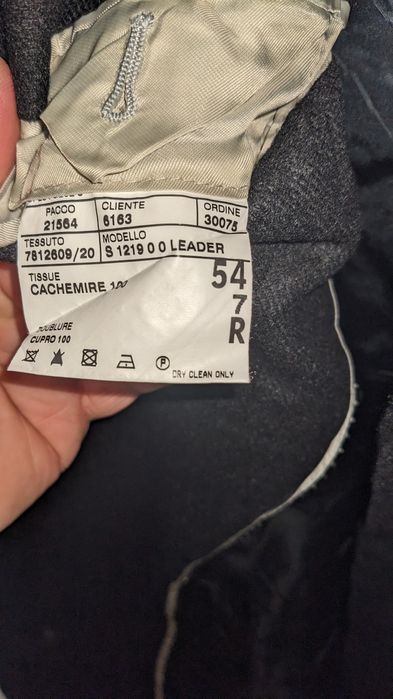 PACCO CLIENTE ORDINE
21564 6163 30075
TESSUTO MODELLO
7812609/20 S 1219 0 0 LEADER
TISSUE 54
CACHEMIRE 100 7
R
CUPRO 100
P
DRY CLEAN ONLY